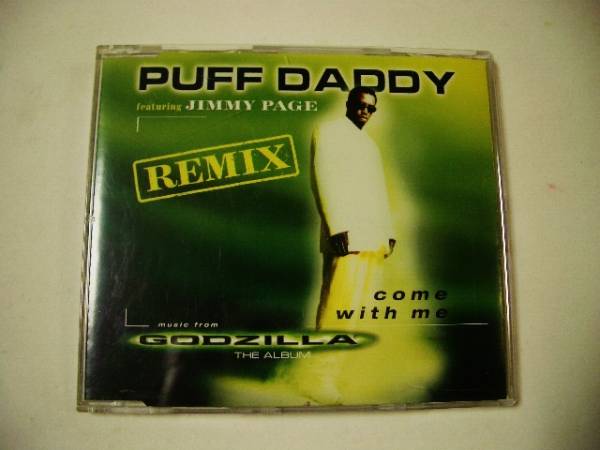 PUFF DADDY
featuring JIMMY PAGE
REMIX
come
with me
music from
GODZILLA
THE ALBUM